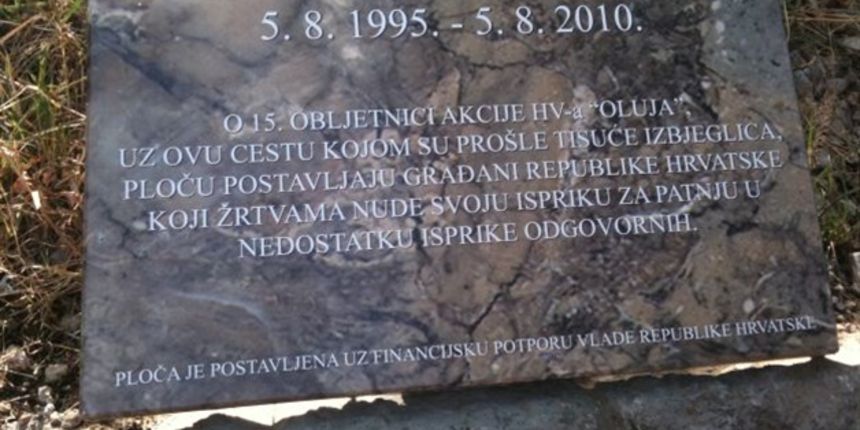 5. 8. 1995. - 5. 8. 2010.
O 15. OBLJETNICI AKCIJE HV-a “OLUJA”,
UZ OVU CESTU KOJOM SU PROŠLE TISUĆE IZBJEGLICA,
PLOČU POSTAVLJAJU GRAĐANI REPUBLIKE HRVATSKE
KOJI ŽRTVAMA NUDE SVOJU ISPRIKU ZA PATNJU U
NEDOSTATKU ISPRIKE ODGOVORNIH.
PLOČA JE POSTAVLJENA UZ FINANCIJSKU POTPORU VLADE REPUBLIKE HRVATSKE